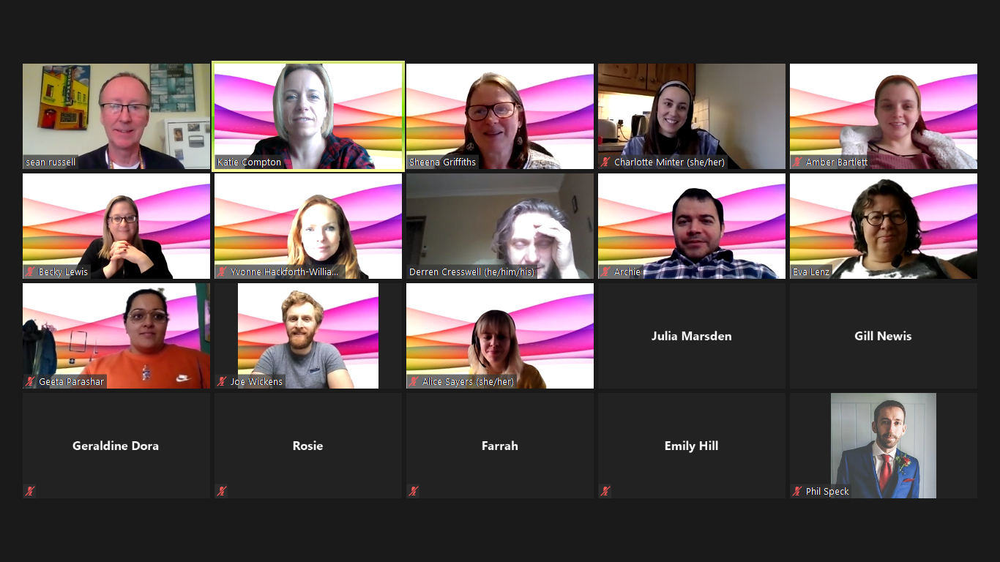 sean russell
Katie Compton
Sheena Griffiths
Charlotte Minter (she/her)
Amber Bartlett
Becky Lewis
Yvonne Hackforth-Willia...
Derren Cresswell (he/him/his)
Archie
Eva Lenz
Geeta Parashar
Joe Wickens
Alice Sayers (she/her)
Julia Marsden
Gill Newis
Geraldine Dora
Rosie
Farrah
Emily Hill
Phil Speck